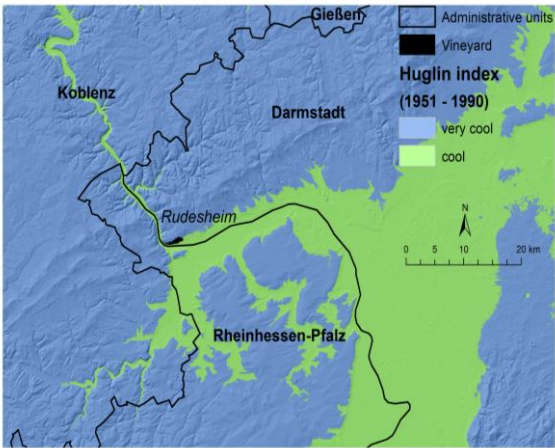 Gießen
Administrative units
Vineyard
Huglin index
(1951 - 1990)
very cool
cool
Koblenz
Darmstadt
Rudesheim
N
0 5 10 20 km
Rheinhessen-Pfalz